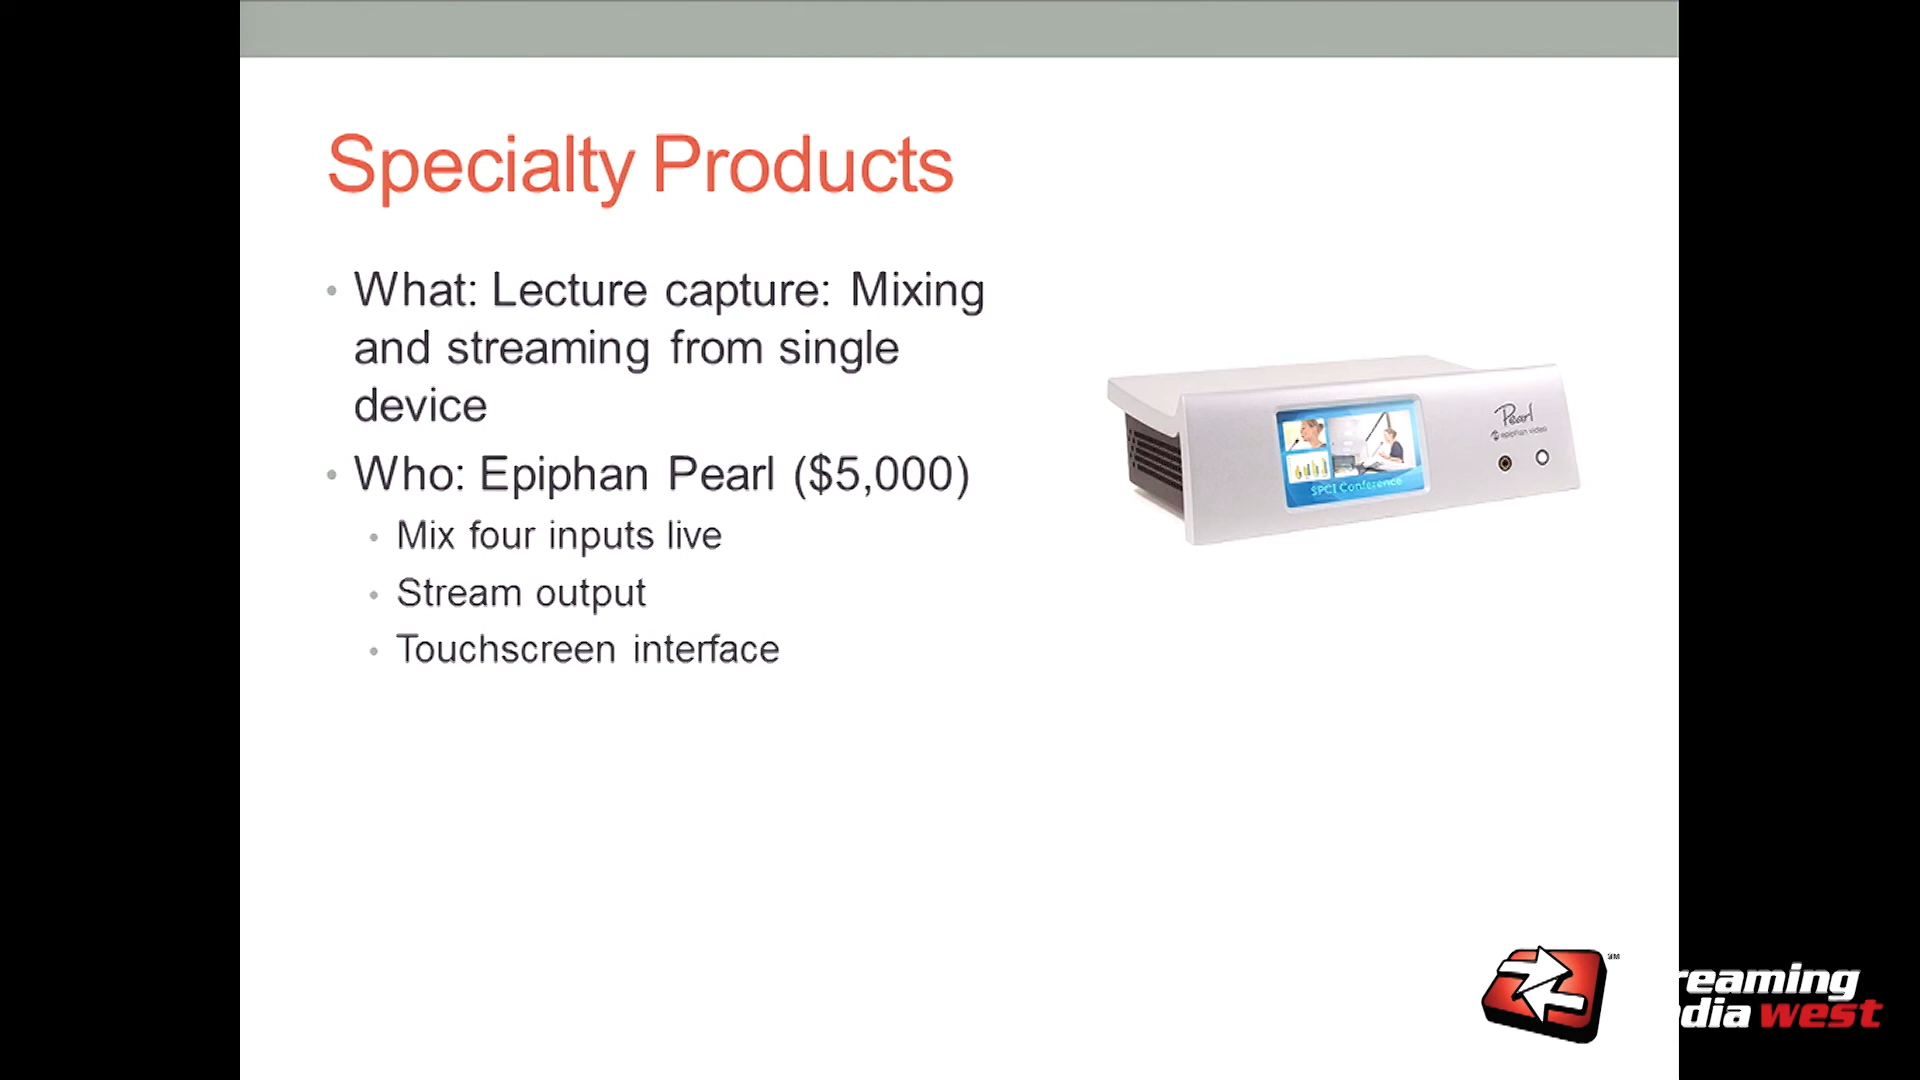 Specialty Products
• What: Lecture capture: Mixing
and streaming from single
device
• Who: Epiphan Pearl ($5,000)
• Mix four inputs live
• Stream output
• Touchscreen interface
Pearl
epiphan video
SPCI Conference
SM
reaming
dia west